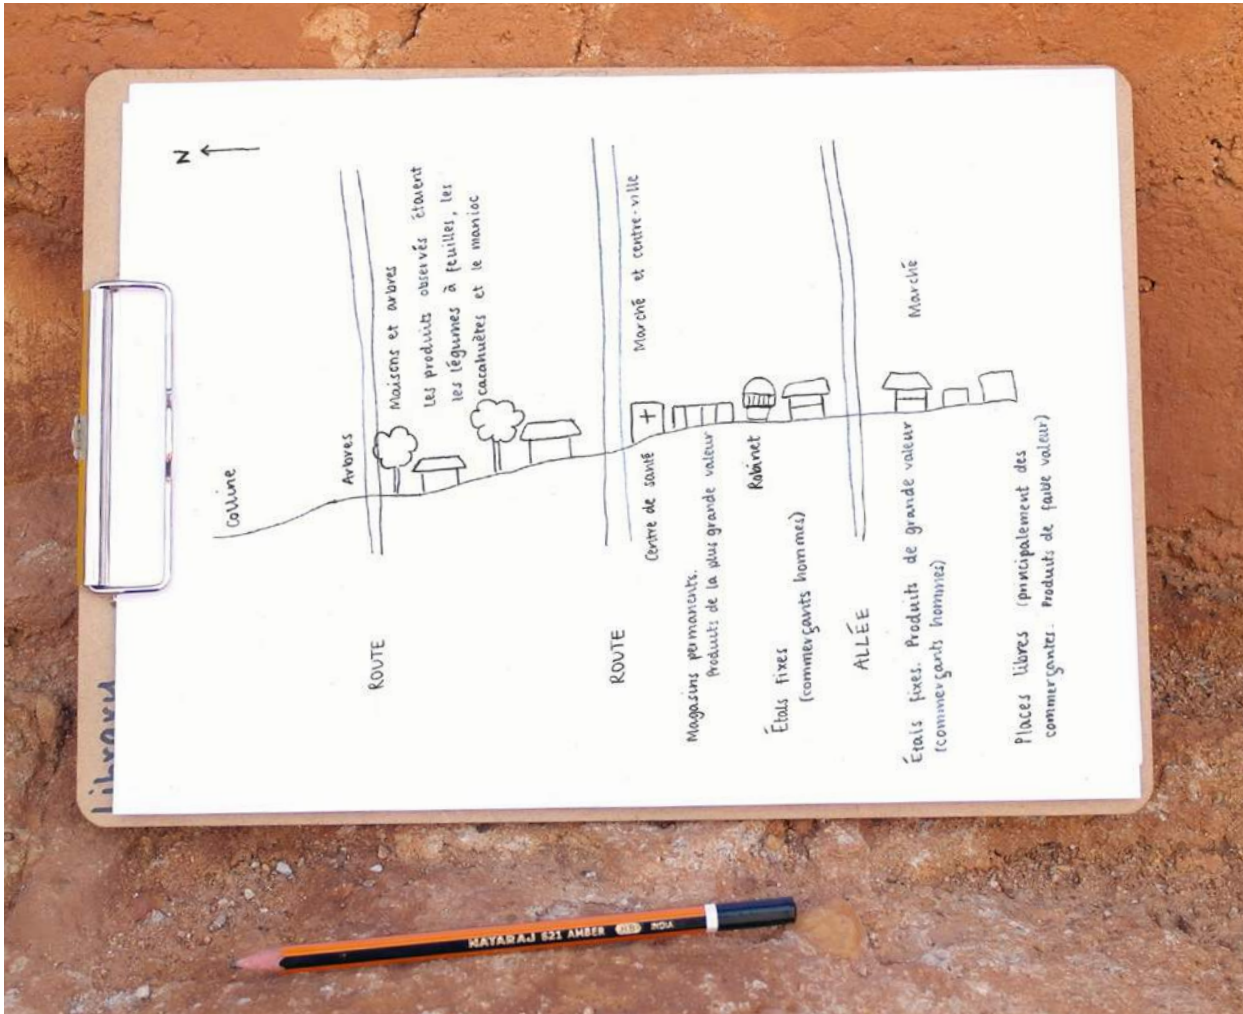 N
Colline
Arbres
ROUTE
Maisons et arbres
Les produits observés étaient
les légumes à feuilles, les
cacahuètes et le manioc
ROUTE
Marché et centre-ville
Centre de santé
Magasins permanents.
Produits de la plus grande valeur
Robinet
Étals fixes
(commerçants hommes)
ALLÉE
Marché
Étals fixes. Produits de grande valeur
(commerçants hommes)
Places libres (principalement des
commerçantes. Produits de faible valeur)
Library
NATARAJ 621 AMBER HB INDIA